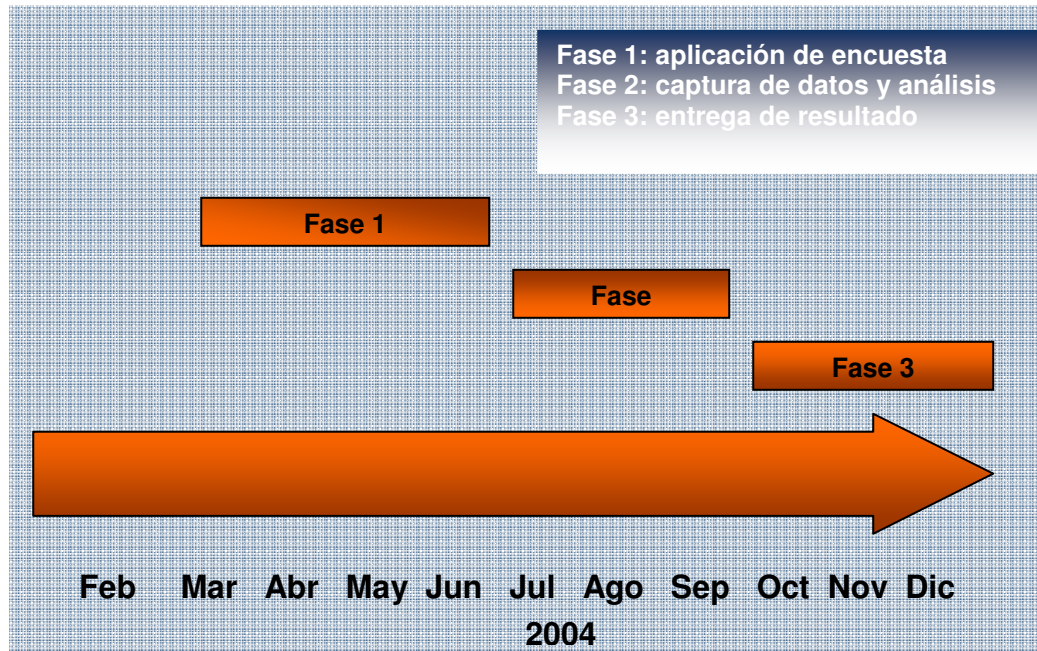 Fase 1: aplicación de encuesta
Fase 2: captura de datos y análisis
Fase 3: entrega de resultado
Fase 1
Fase
Fase 3
Feb Mar Abr May Jun Jul Ago Sep Oct Nov Dic
2004